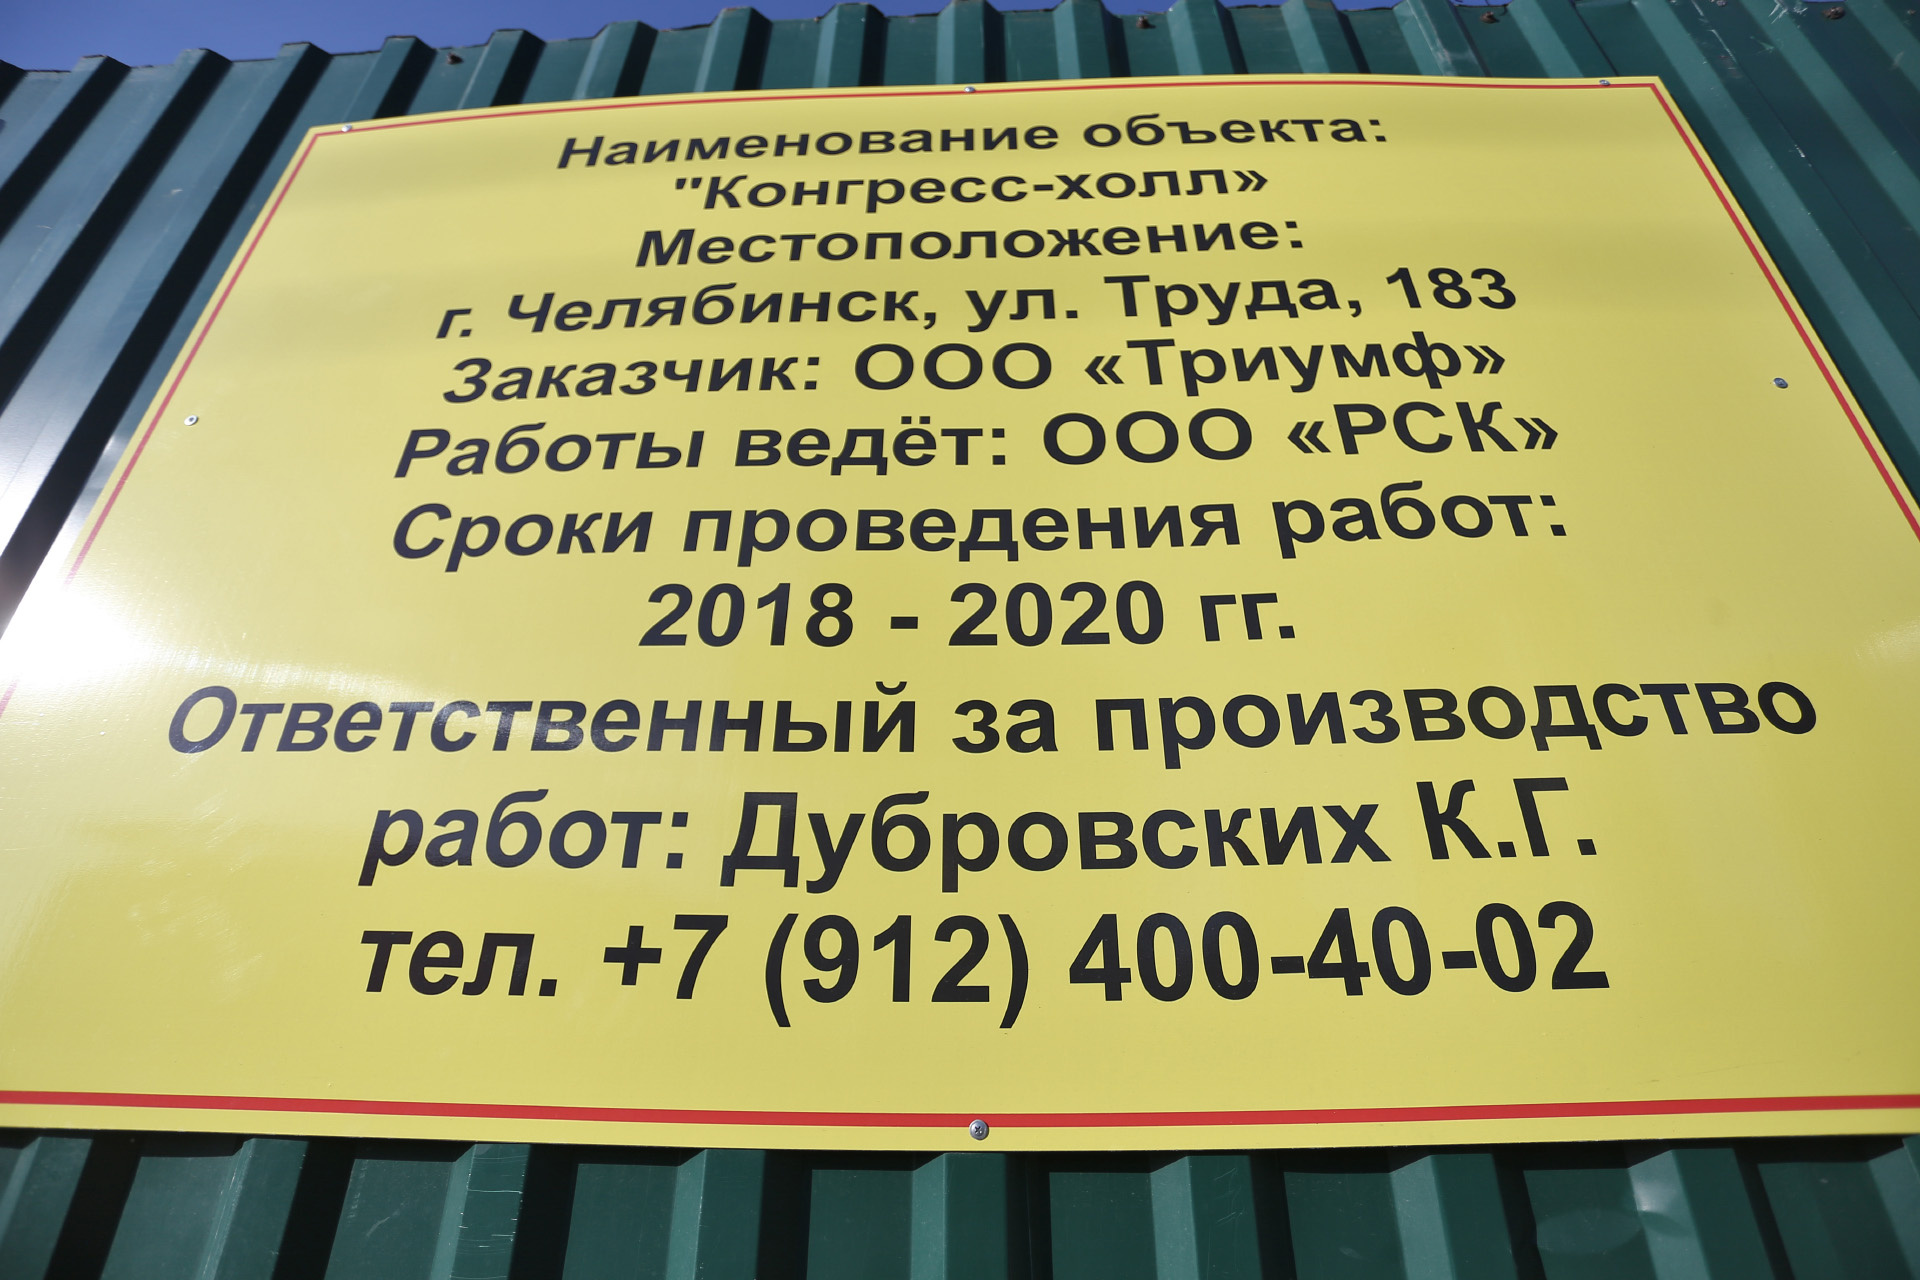 Наименование объекта:
"Конгресс-холл»
Местоположение:
г. Челябинск, ул. Труда, 183
Заказчик: ООО «Триумф»
Работы ведёт: ООО «РСК»
Сроки проведения работ:
2018 - 2020 гг.
Ответственный за производство
работ: Дубровских К.Г.
тел. +7 (912) 400-40-02